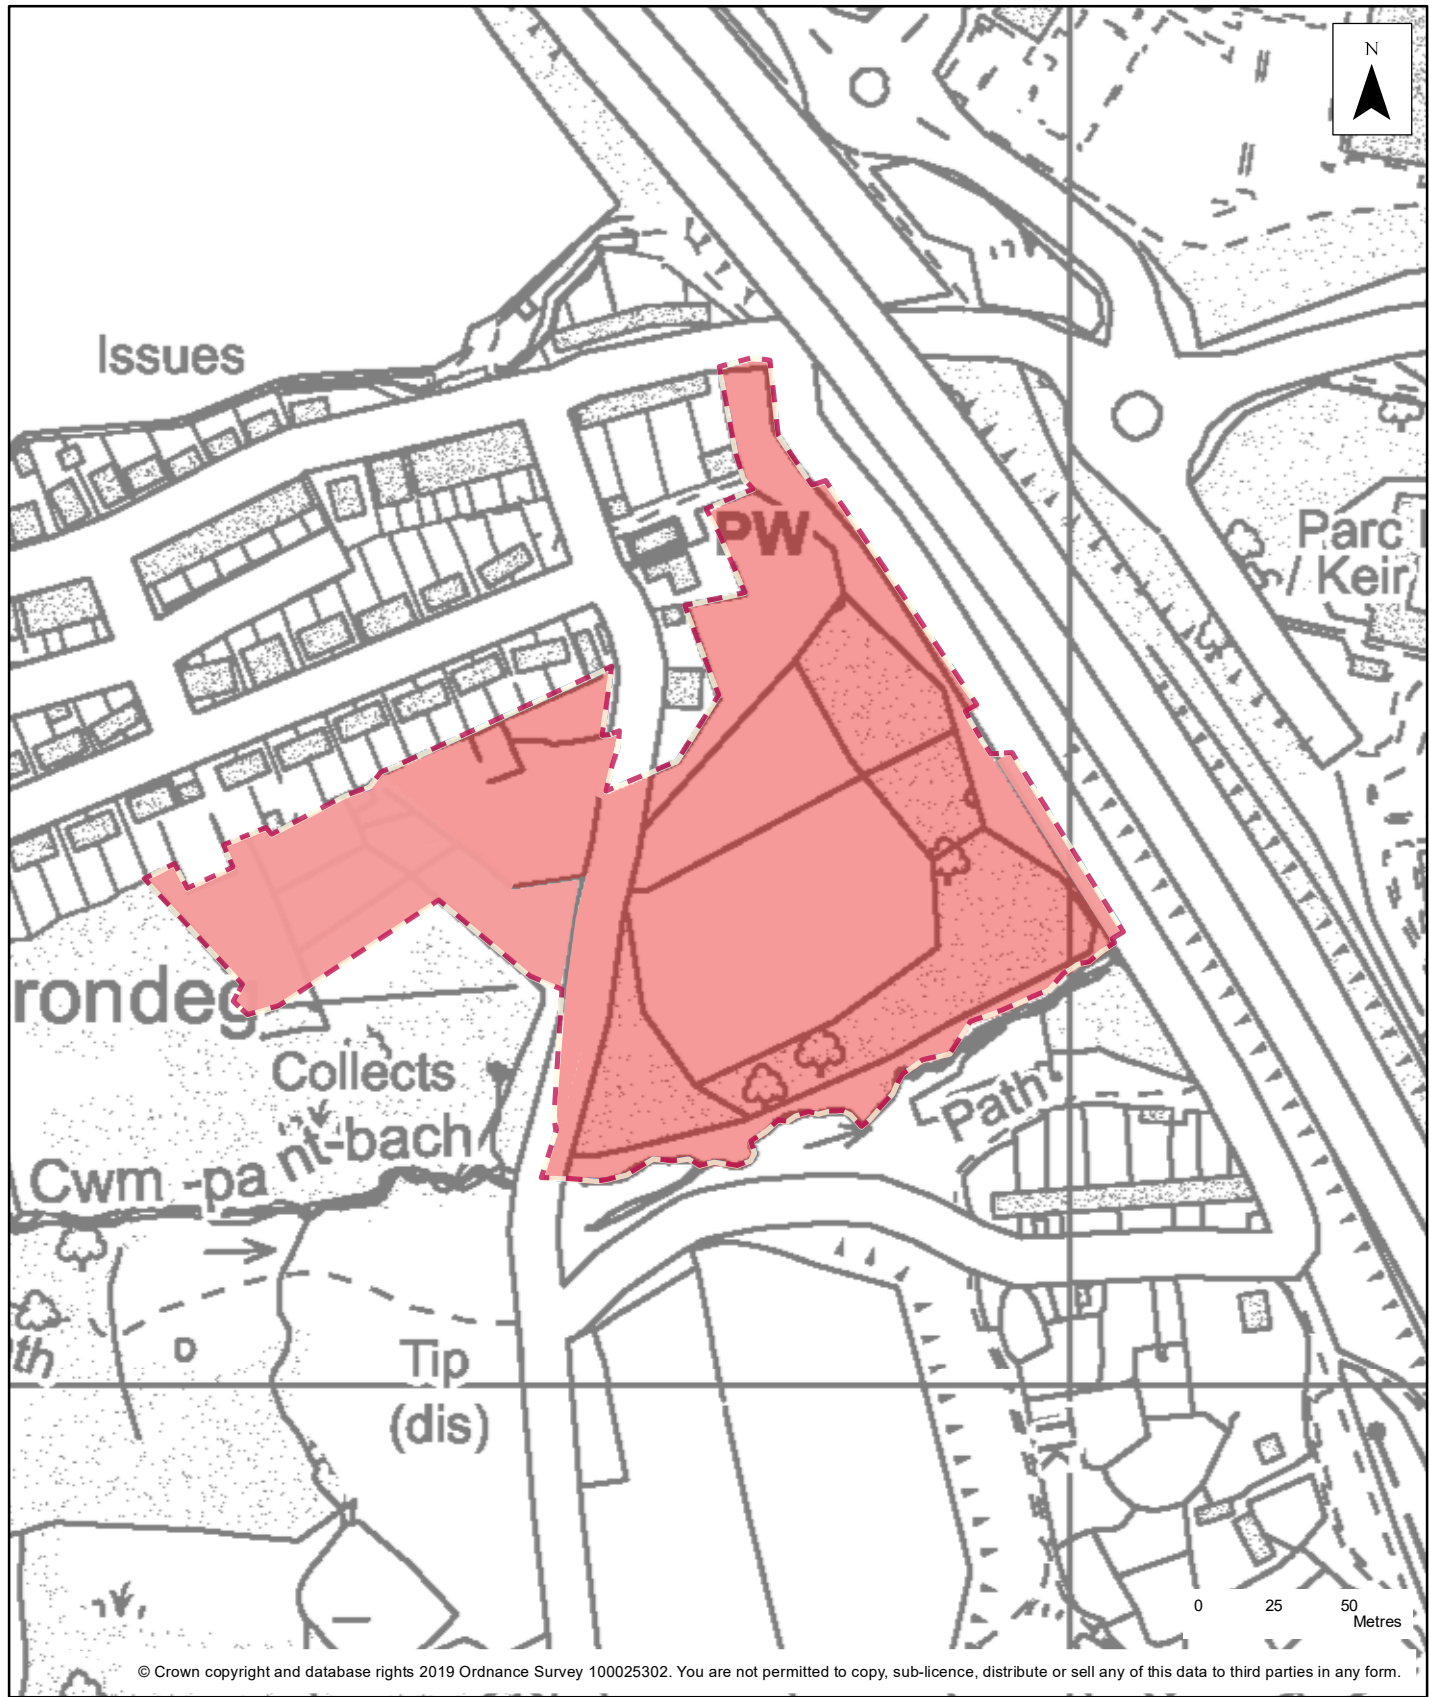 N
Issues
PW
Parc
/ Keir
rondeg
Collects
nt-bach
Cwm -pa
Path
th
Tip
(dis)
0 25 50
Metres
© Crown copyright and database rights 2019 Ordnance Survey 100025302. You are not permitted to copy, sub-licence, distribute or sell any of this data to third parties in any form.